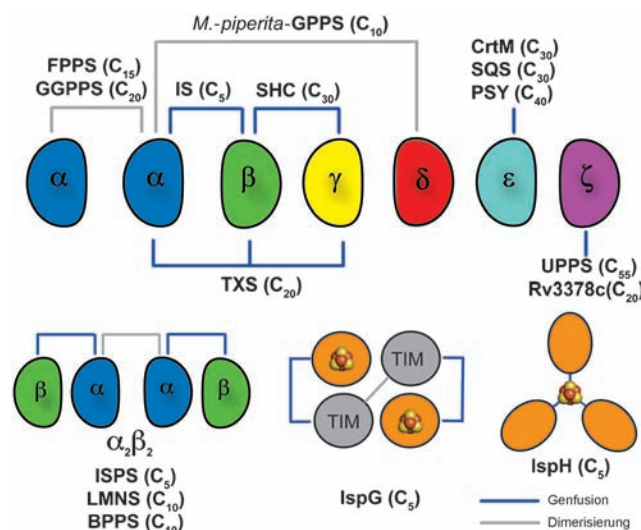 M.-piperita-GPPS (C₁₀)
FPPS (C₁₅)
GGPPS (C₂₀)
IS (C₅)
SHC (C₃₀)
CrtM (C₃₀)
SQS (C₃₀)
PSY (C₄₀)
α α β γ δ ε ζ
TXS (C₂₀)
UPPS (C₅₅)
Rv3378c(C₂₀)
β α α β
α₂β₂
ISPS (C₅)
LMNS (C₁₀)
BPPS (C₁₀)
TIM
TIM
IspG (C₅)
IspH (C₅)
Genfusion
Dimerisierung